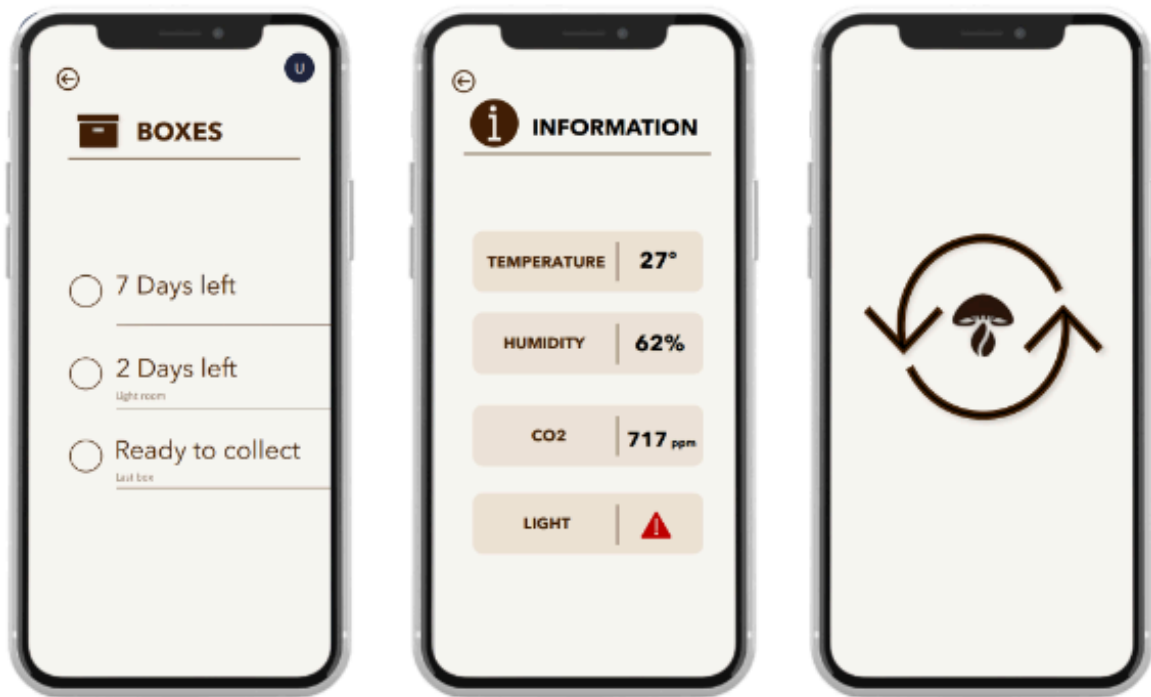 U
BOXES
7 Days left
2 Days left
Light room
Ready to collect
Last box
INFORMATION
TEMPERATURE 27°
HUMIDITY 62%
CO2 717 ppm
LIGHT